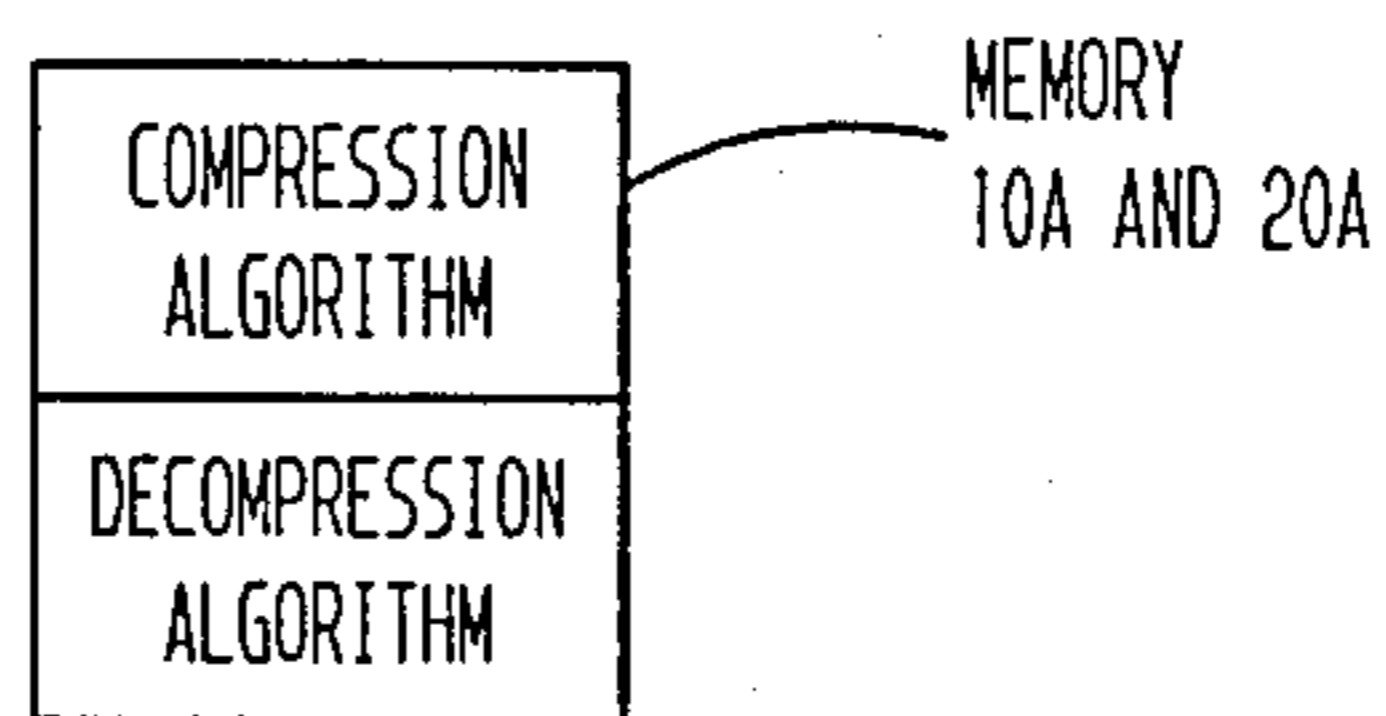 COMPRESSION
ALGORITHM
DECOMPRESSION
ALGORITHM
MEMORY
10A AND 20A